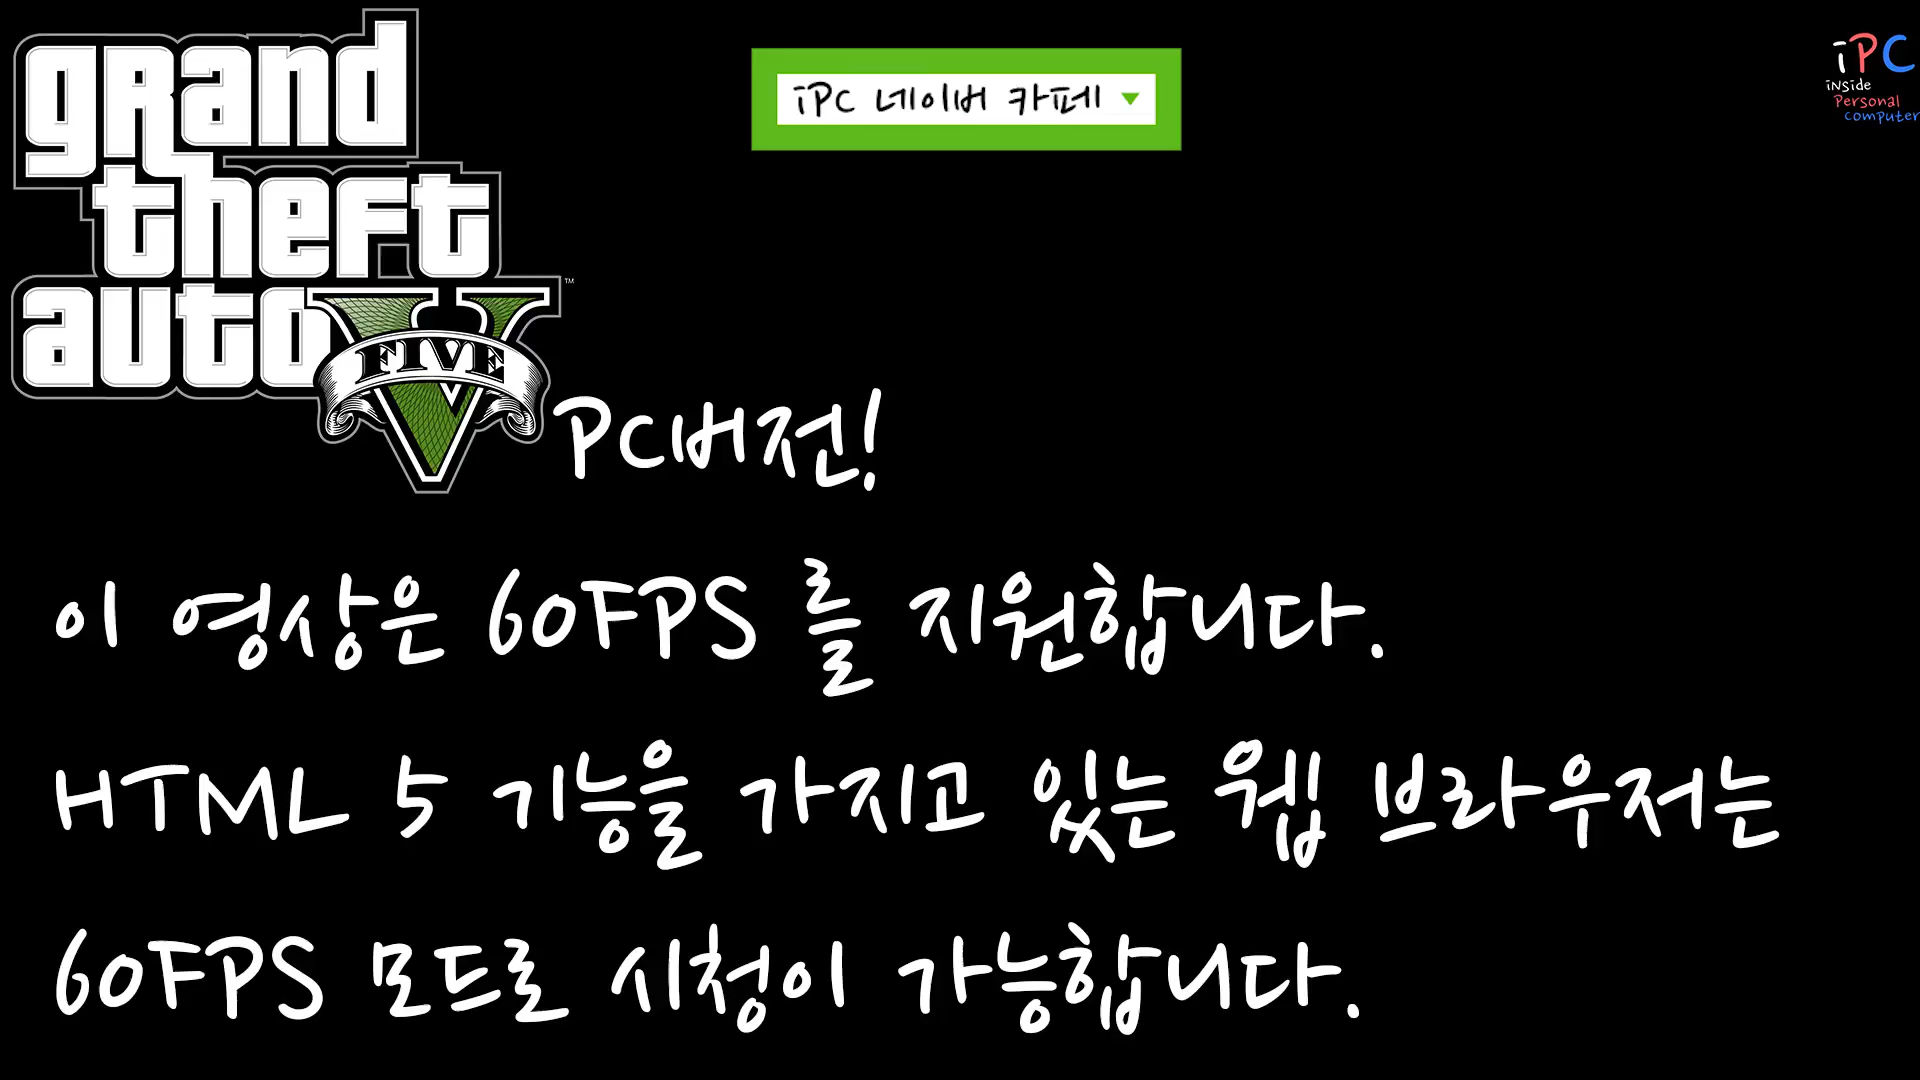 grand
theft
auto
FIVE
™
iPC 네이버 카페
iPC
iNSide
Personal
computer
PC버전!
이 영상은 60FPS 를 지원합니다.
HTML 5 기능을 가지고 있는 웹 브라우저는
60FPS 모드로 시청이 가능합니다.